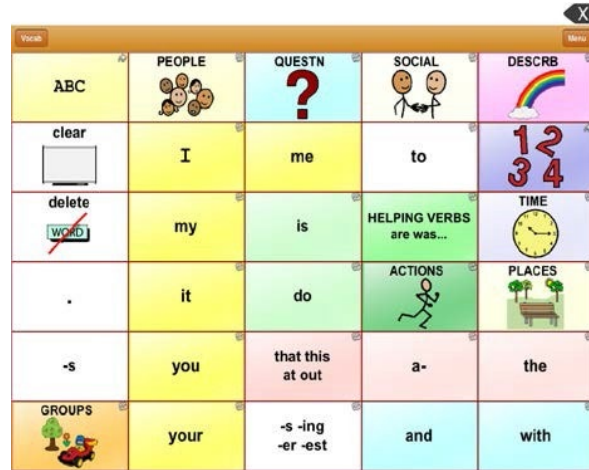 X
Vocab
Menu
ABC
PEOPLE
QUESTN
?
SOCIAL
DESCRB
clear
I
me
to
1 2
3 4
delete
WORD
my
is
HELPING VERBS
are was...
TIME
.
it
do
ACTIONS
PLACES
-s
you
that this
at out
a-
the
GROUPS
your
-s -ing
-er -est
and
with